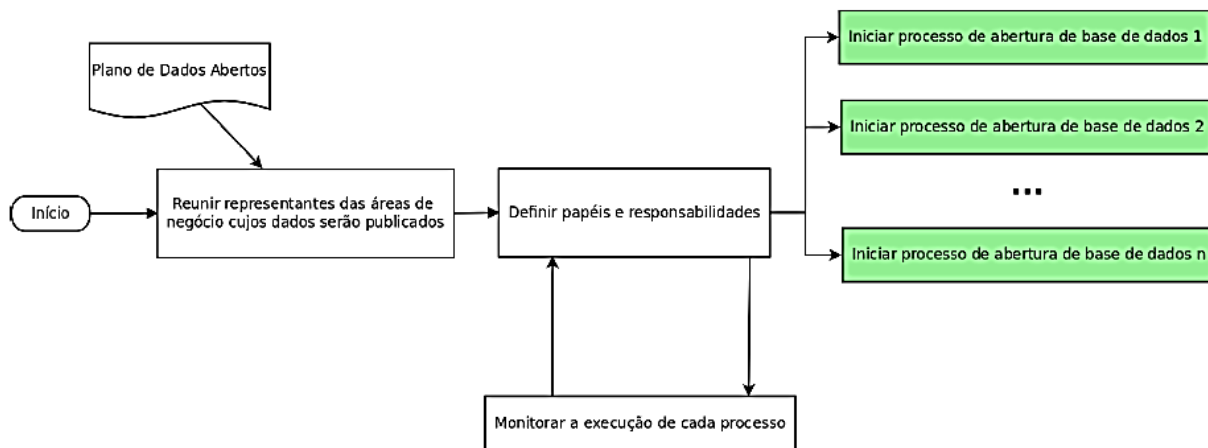 Plano de Dados Abertos
Início
Reunir representantes das áreas de
negócio cujos dados serão publicados
Definir papéis e responsabilidades
Iniciar processo de abertura de base de dados 1
Iniciar processo de abertura de base de dados 2
...
Iniciar processo de abertura de base de dados n
Monitorar a execução de cada processo